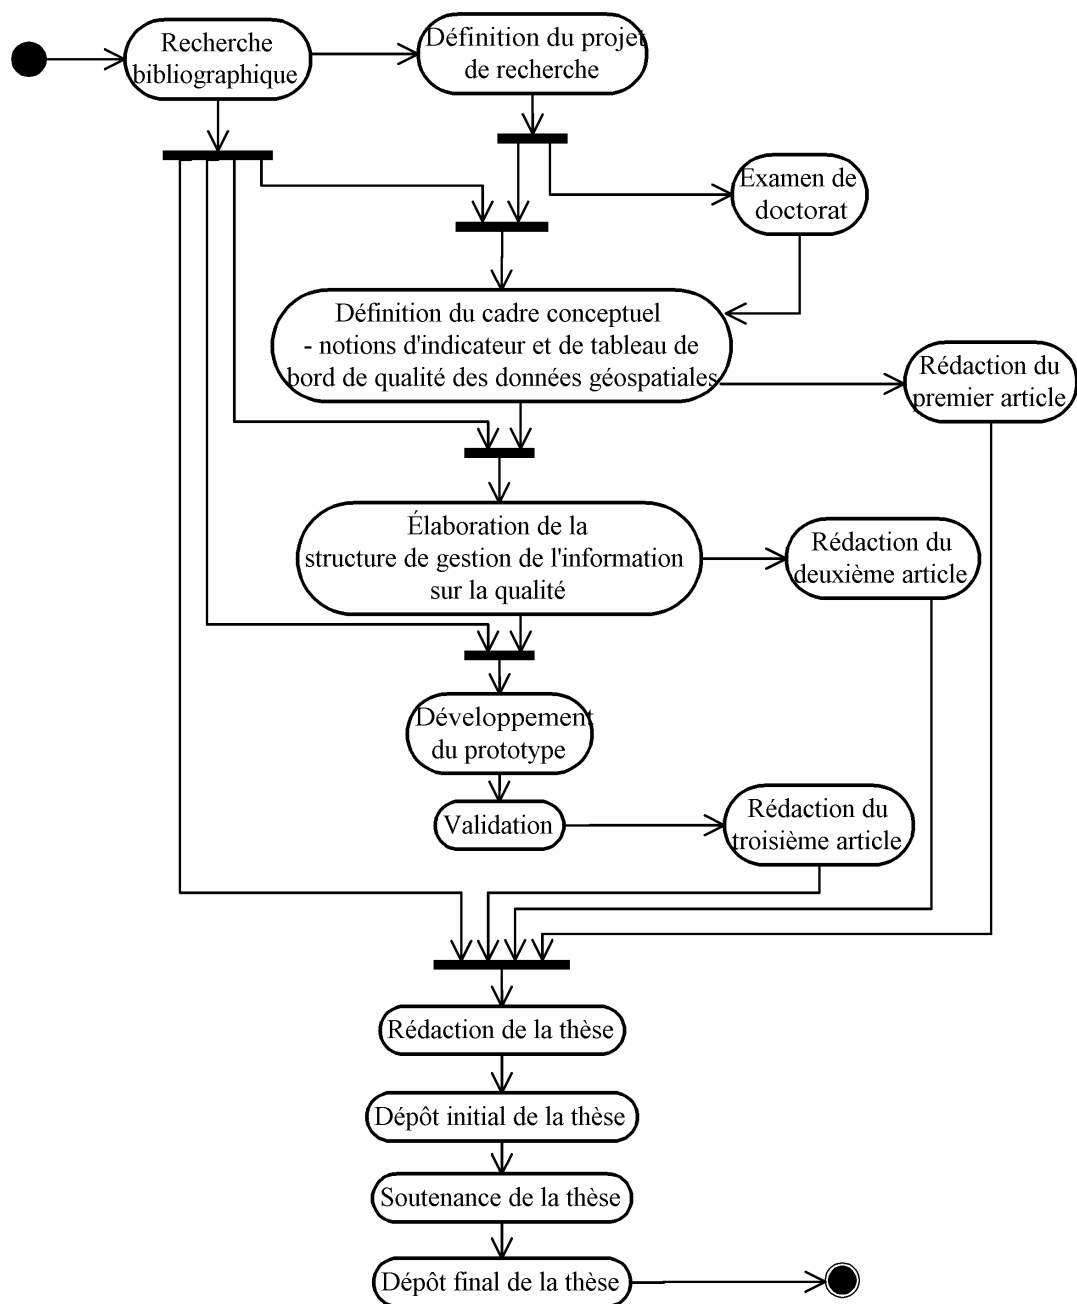 Recherche
bibliographique
Définition du projet
de recherche
Examen de
doctorat
Définition du cadre conceptuel
- notions d'indicateur et de tableau de
bord de qualité des données géospatiales
Rédaction du
premier article
Élaboration de la
structure de gestion de l'information
sur la qualité
Rédaction du
deuxième article
Développement
du prototype
Validation
Rédaction du
troisième article
Rédaction de la thèse
Dépôt initial de la thèse
Soutenance de la thèse
Dépôt final de la thèse